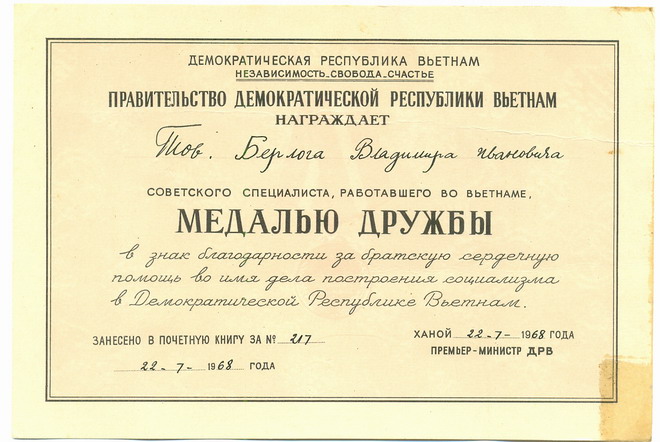 ДЕМОКРАТИЧЕСКАЯ РЕСПУБЛИКА ВЬЕТНАМ
НЕЗАВИСИМОСТЬ-СВОБОДА-СЧАСТЬЕ
ПРАВИТЕЛЬСТВО ДЕМОКРАТИЧЕСКОЙ РЕСПУБЛИКИ ВЬЕТНАМ
НАГРАЖДАЕТ
Тов. Берлога Владимира Ивановича
СОВЕТСКОГО СПЕЦИАЛИСТА, РАБОТАВШЕГО ВО ВЬЕТНАМЕ,
МЕДАЛЬЮ ДРУЖБЫ
в знак благодарности за братскую сердечную
помощь во имя дела построения социализма
в Демократической Республике Вьетнам.
ЗАНЕСЕНО В ПОЧЕТНУЮ КНИГУ ЗА № 217
22-7-1968 ГОДА
ХАНОЙ 22-7-1968 ГОДА
ПРЕМЬЕР-МИНИСТР ДРВ